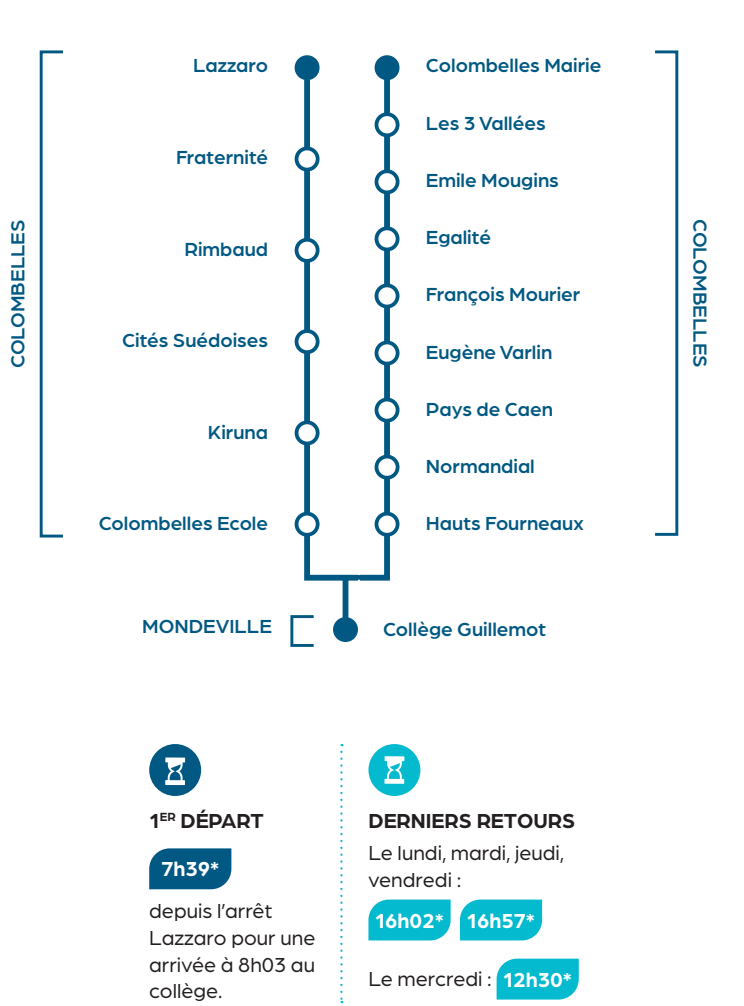 COLOMBELLES
Lazzaro
Fraternité
Rimbaud
Cités Suédoises
Kiruna
Colombelles Ecole
Colombelles Mairie
Les 3 Vallées
Emile Mougins
Egalité
François Mourier
Eugène Varlin
Pays de Caen
Normandial
Hauts Fourneaux
COLOMBELLES
MONDEVILLE
Collège Guillemot
1ER DÉPART
7h39*
depuis l'arrêt
Lazzaro pour une
arrivée à 8h03 au
collège.
DERNIERS RETOURS
Le lundi, mardi, jeudi,
vendredi :
16h02* 16h57*
Le mercredi : 12h30*